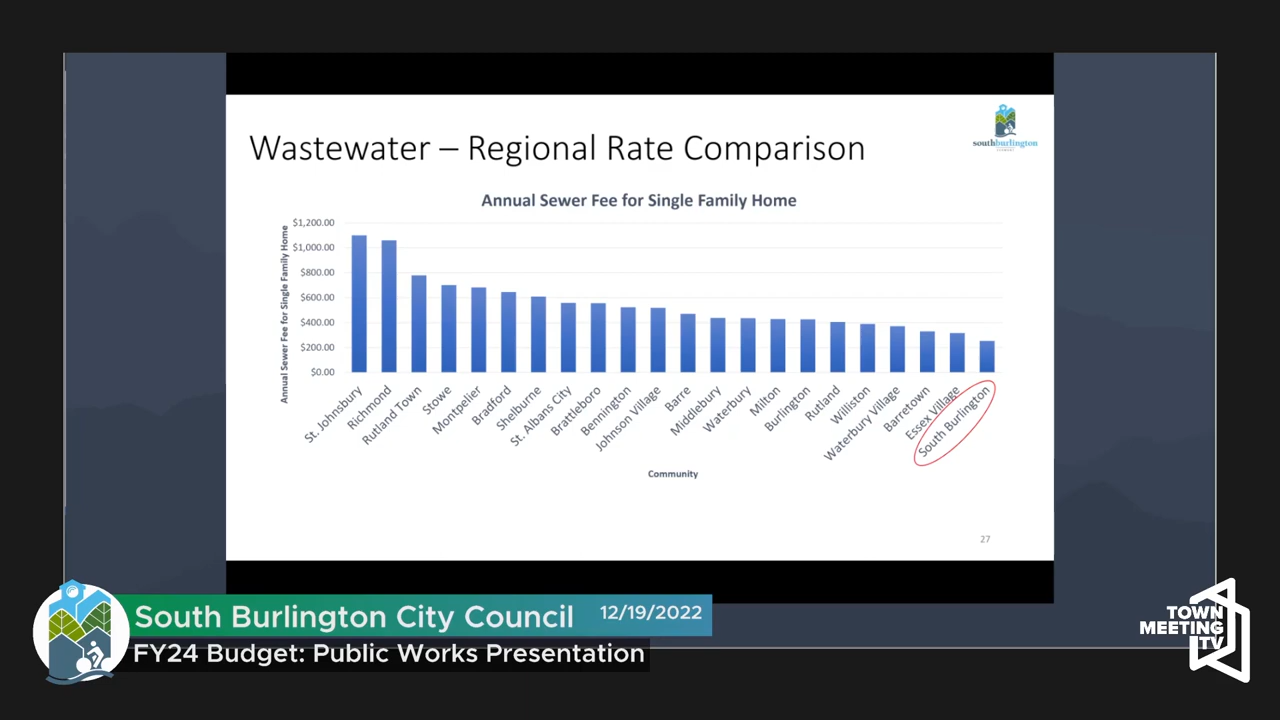 Wastewater – Regional Rate Comparison
southburlington
Annual Sewer Fee for Single Family Home
Annual Sewer Fee for Single Family Home
$1,200.00
$1,000.00
$800.00
$600.00
$400.00
$200.00
$0.00
St. Johnsbury
Richmond
Rutland Town
Stowe
Montpelier
Bradford
Shelburne
St. Albans City
Brattleboro
Bennington
Johnson Village
Barre
Middlebury
Waterbury
Milton
Burlington
Rutland
Williston
Waterbury Village
Barretown
Essex Village
South Burlington
Community
27
South Burlington City Council
12/19/2022
FY24 Budget: Public Works Presentation
TOWN
MEETING
TV